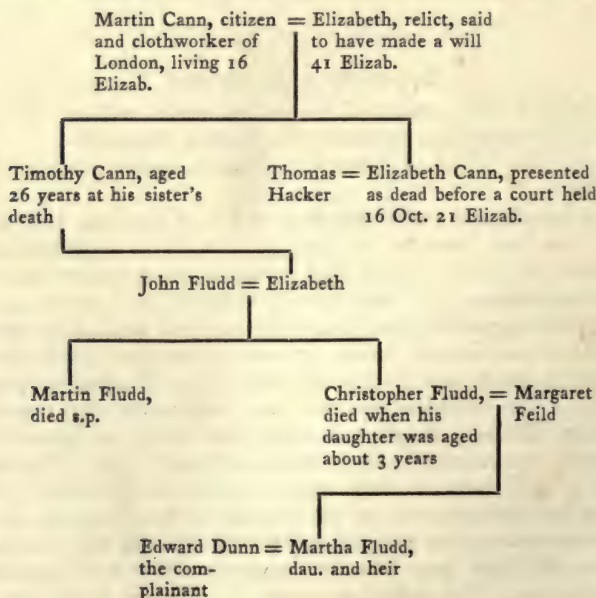 Martin Cann, citizen = Elizabeth, relict, said
and clothworker of to have made a will
London, living 16 41 Elizab.
Elizab.
Timothy Cann, aged Thomas = Elizabeth Cann, presented
26 years at his sister's Hacker as dead before a court held
death 16 Oct. 21 Elizab.
John Fludd = Elizabeth
Martin Fludd, Christopher Fludd, = Margaret
died s.p. died when his Feild
daughter was aged
about 3 years
Edward Dunn = Martha Fludd,
the com- dau. and heir
plainant